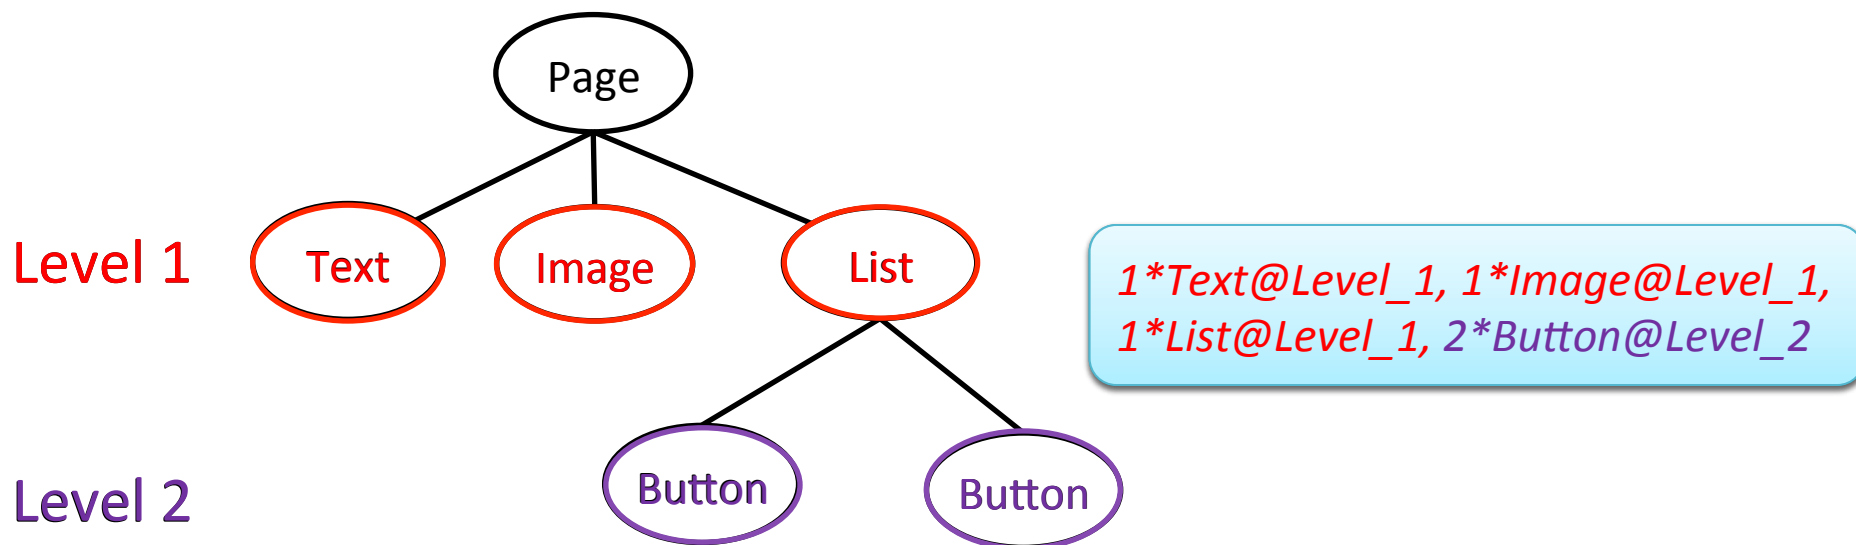 Page
Level 1
Text
Image
List
1*Text@Level_1, 1*Image@Level_1,
1*List@Level_1, 2*Button@Level_2
Level 2
Button
Button